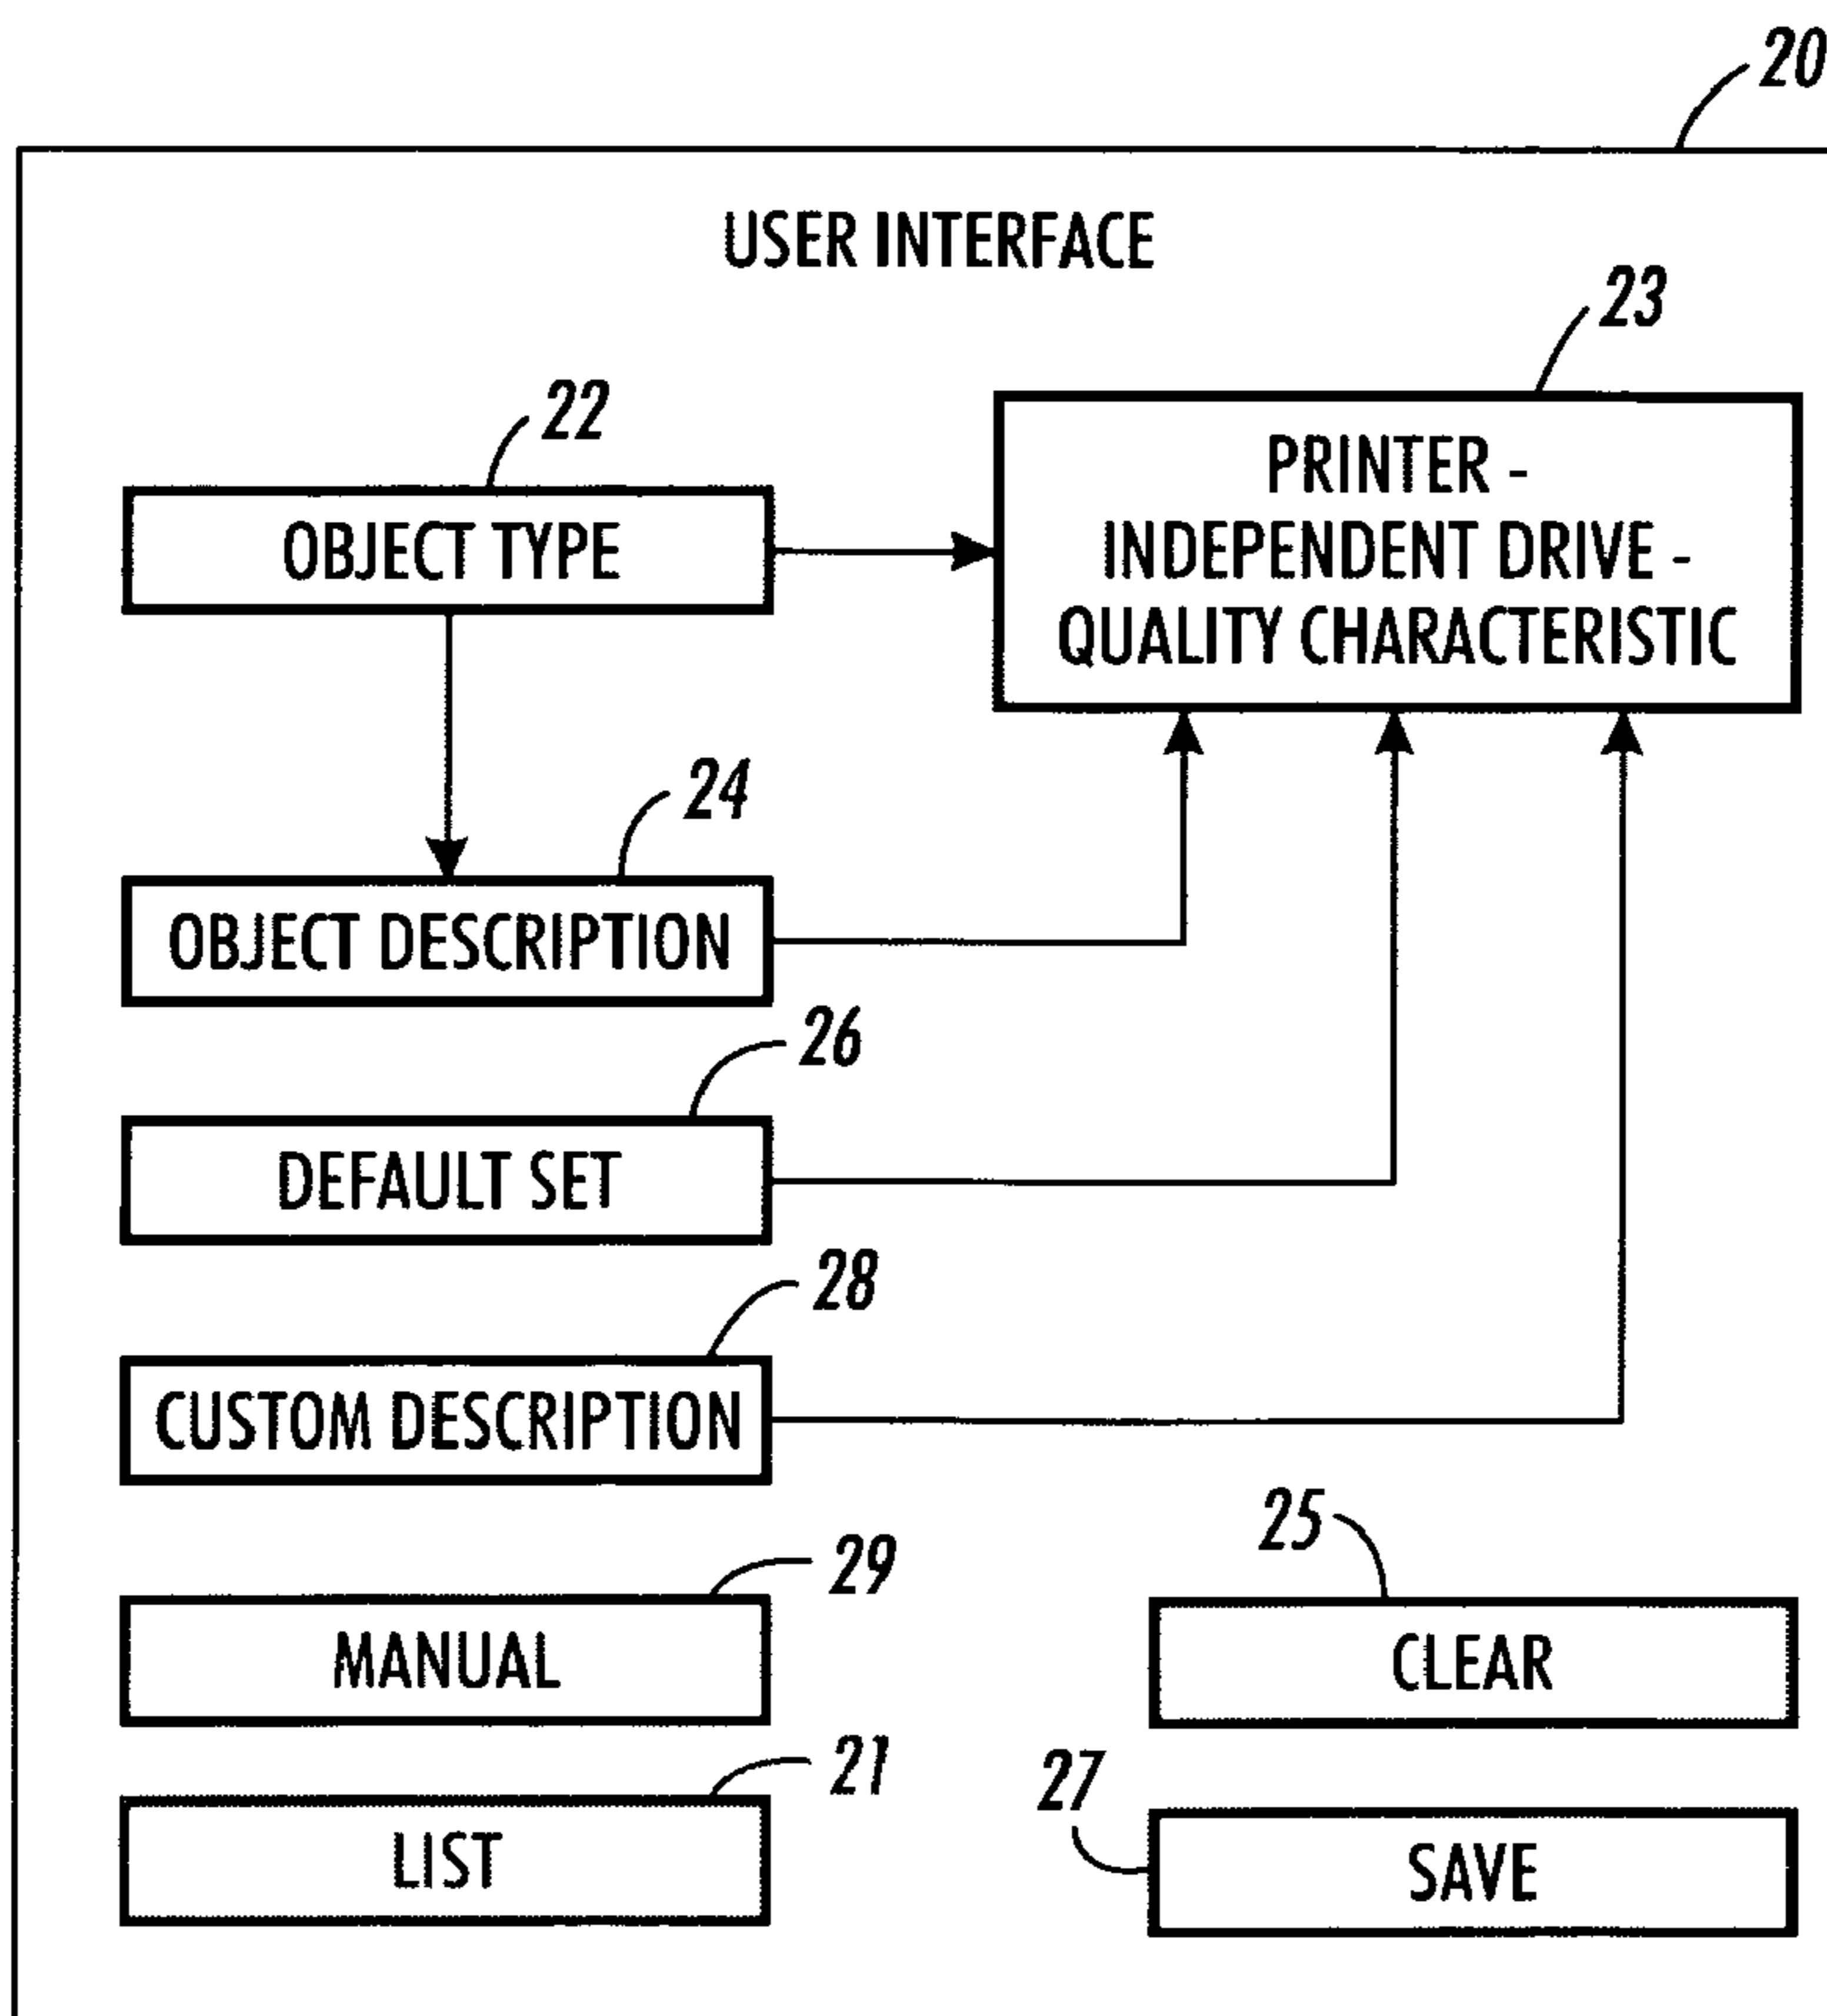 20
USER INTERFACE
23
22
PRINTER -
INDEPENDENT DRIVE -
QUALITY CHARACTERISTIC
OBJECT TYPE
24
OBJECT DESCRIPTION
26
DEFAULT SET
28
CUSTOM DESCRIPTION
25
29
MANUAL
CLEAR
21
27
LIST
SAVE